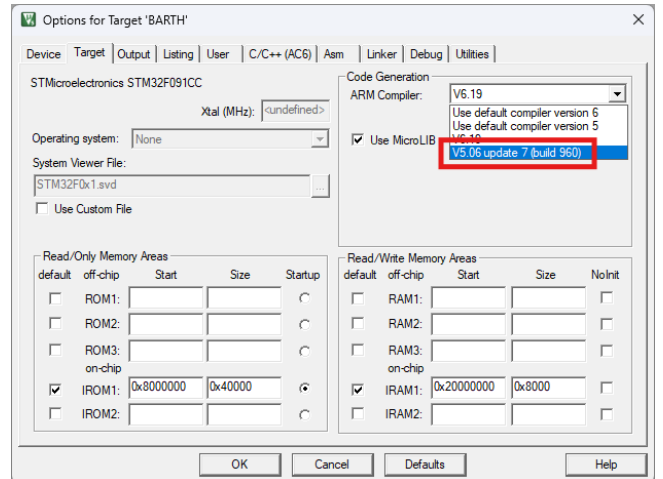 Options for Target 'BARTH'
Device Target Output Listing User C/C++ (AC6) Asm Linker Debug Utilities
STMicroelectronics STM32F091CC
Xtal (MHz): <undefined>
Operating system: None
System Viewer File:
STM32F0x1.svd
...
Use Custom File
Code Generation
ARM Compiler: V6.19
Use default compiler version 6
Use default compiler version 5
V6.19
V5.06 update 7 (build 960)
Use MicroLIB
Read/Only Memory Areas
default off-chip Start Size Startup
ROM1:
ROM2:
ROM3:
on-chip
IROM1: 0x8000000 0x40000
IROM2:
Read/Write Memory Areas
default off-chip Start Size NoInit
RAM1:
RAM2:
RAM3:
on-chip
IRAM1: 0x20000000 0x8000
IRAM2:
OK Cancel Defaults Help